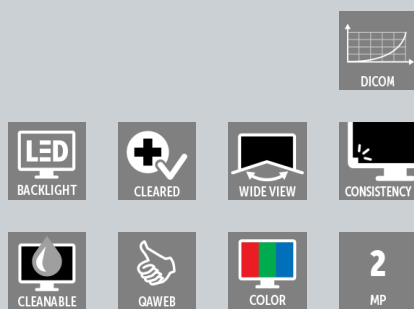 DICOM
LED
BACKLIGHT
CLEARED
WIDE VIEW
CONSISTENCY
CLEANABLE
QAWEB
COLOR
2
MP